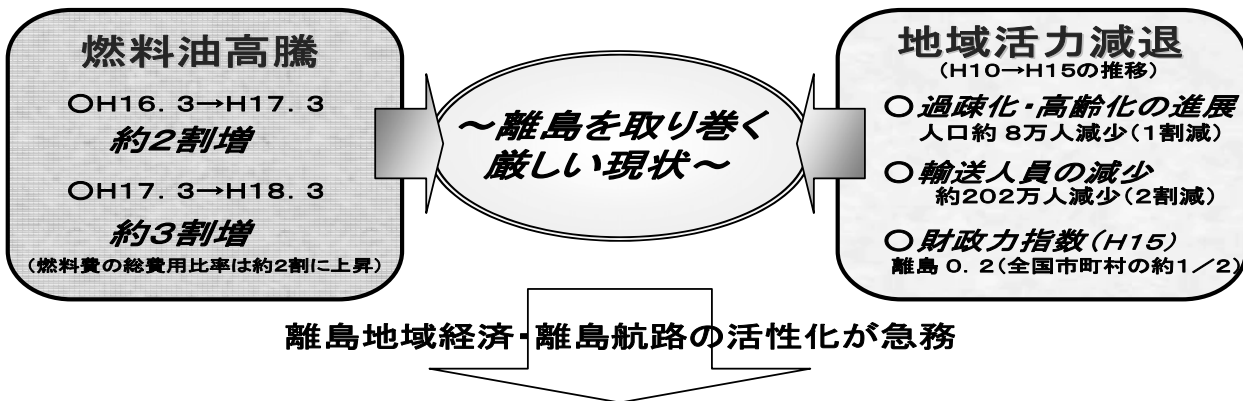 燃料油高騰
○H16. 3→H17. 3
約2割増
○H17. 3→H18. 3
約3割増
(燃料費の総費用比率は約2割に上昇)
~離島を取り巻く
厳しい現状~
地域活力減退
(H10→H15の推移)
○過疎化・高齢化の進展
人口約 8万人減少(1割減)
○輸送人員の減少
約202万人減少(2割減)
○財政力指数(H15)
離島 0. 2(全国市町村の約1/2)
離島地域経済・離島航路の活性化が急務